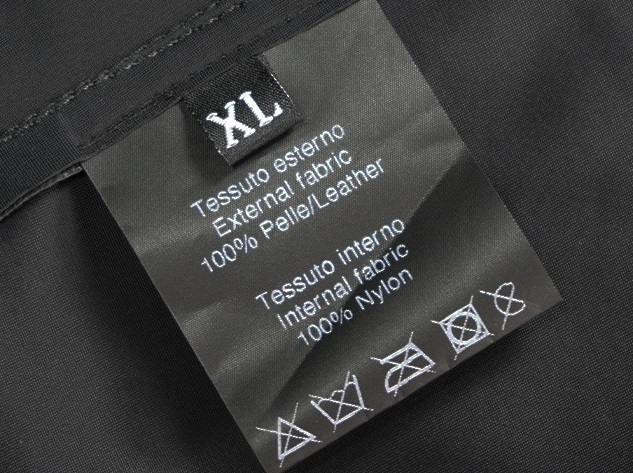 XL
Tessuto esterno
External fabric
100% Pelle/Leather
Tessuto interno
Internal fabric
100% Nylon